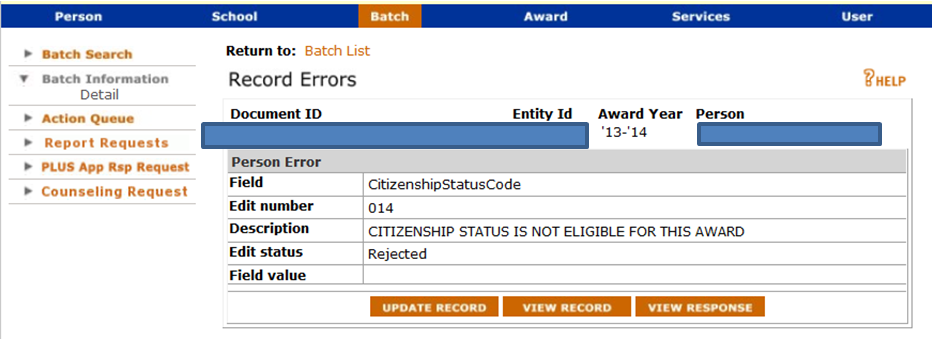 Person School Batch Award Services User
Batch Search
Batch Information
Detail
Action Queue
Report Requests
PLUS App Rsp Request
Counseling Request
Return to: Batch List
Record Errors
?HELP
Document ID Entity Id Award Year Person
'13-'14
Person Error
Field CitizenshipStatusCode
Edit number 014
Description CITIZENSHIP STATUS IS NOT ELIGIBLE FOR THIS AWARD
Edit status Rejected
Field value
UPDATE RECORD VIEW RECORD VIEW RESPONSE